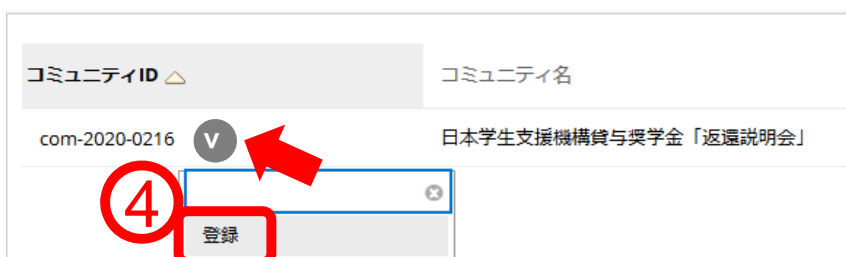 コミュニティID
コミュニティ名
com-2020-0216
V
日本学生支援機構貸与奨学金「返還説明会」
④
登録